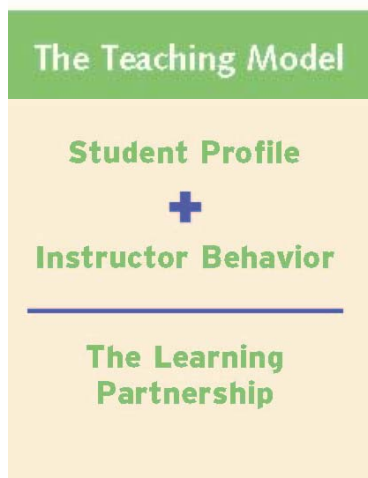 The Teaching Model
Student Profile
+
Instructor Behavior
The Learning
Partnership